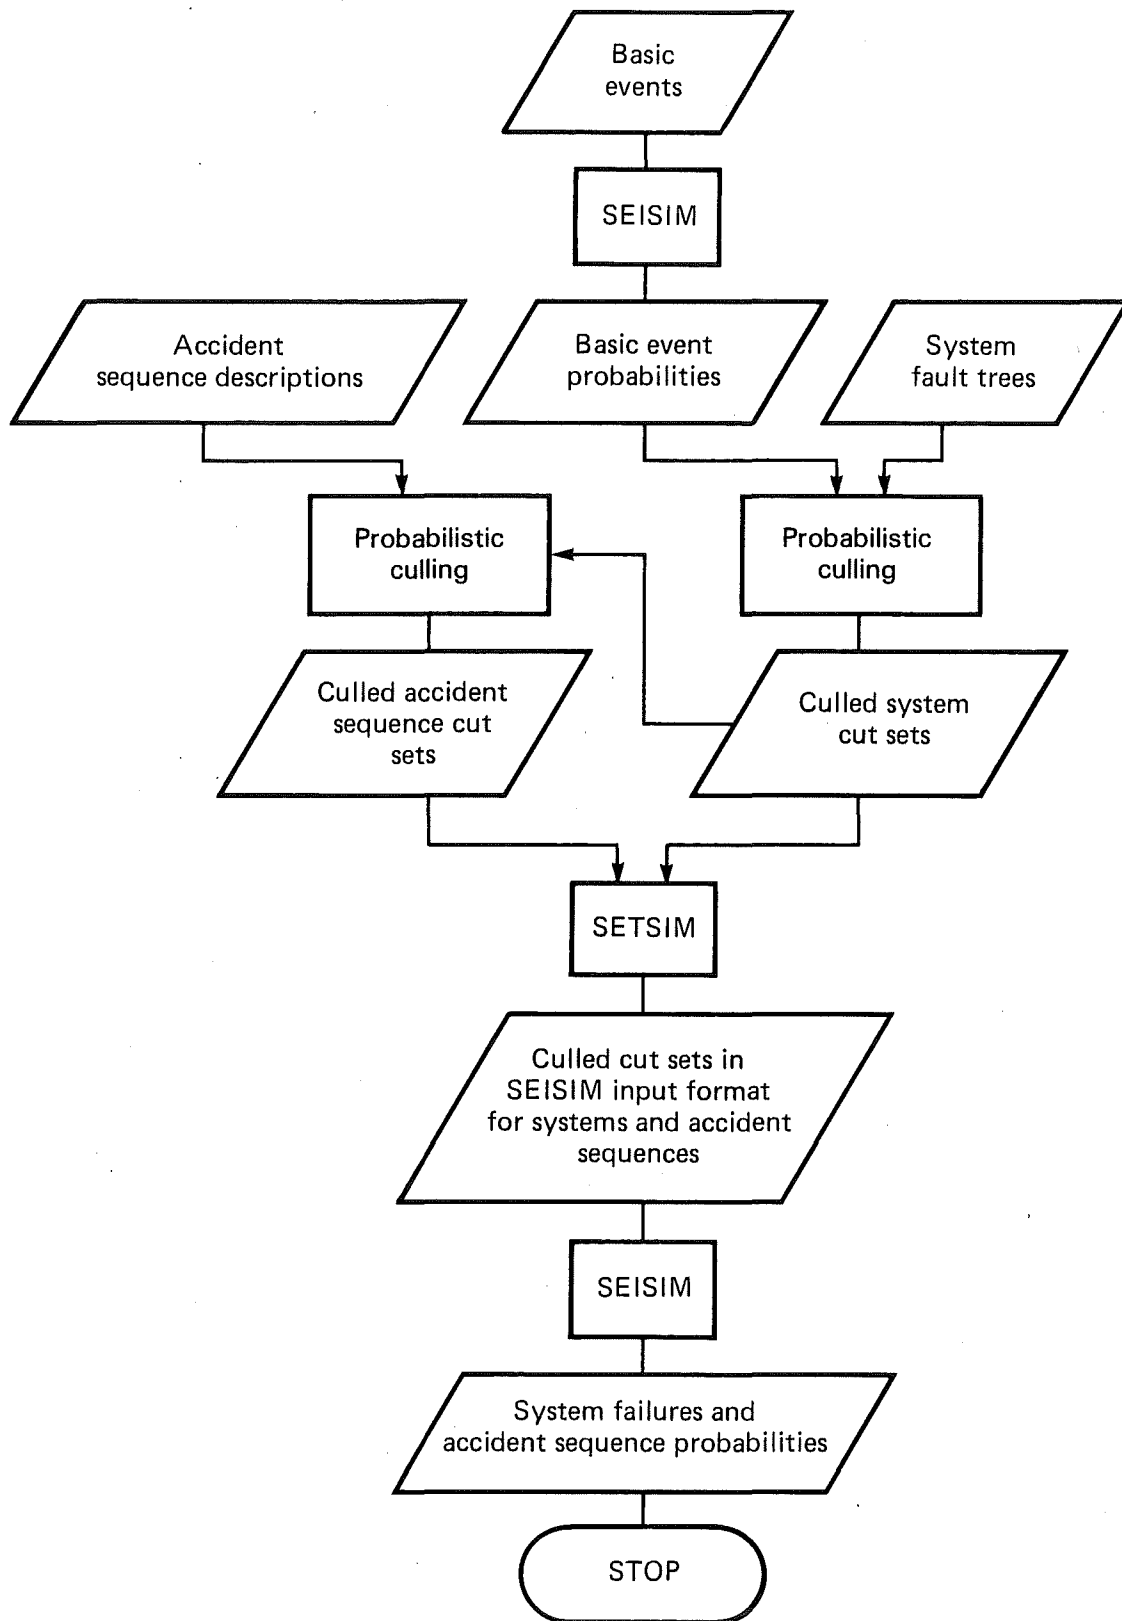 Basic
events
SEISIM
Accident
sequence descriptions
Basic event
probabilities
System
fault trees
Probabilistic
culling
Probabilistic
culling
Culled accident
sequence cut
sets
Culled system
cut sets
SETSIM
Culled cut sets in
SEISIM input format
for systems and accident
sequences
SEISIM
System failures and
accident sequence probabilities
STOP